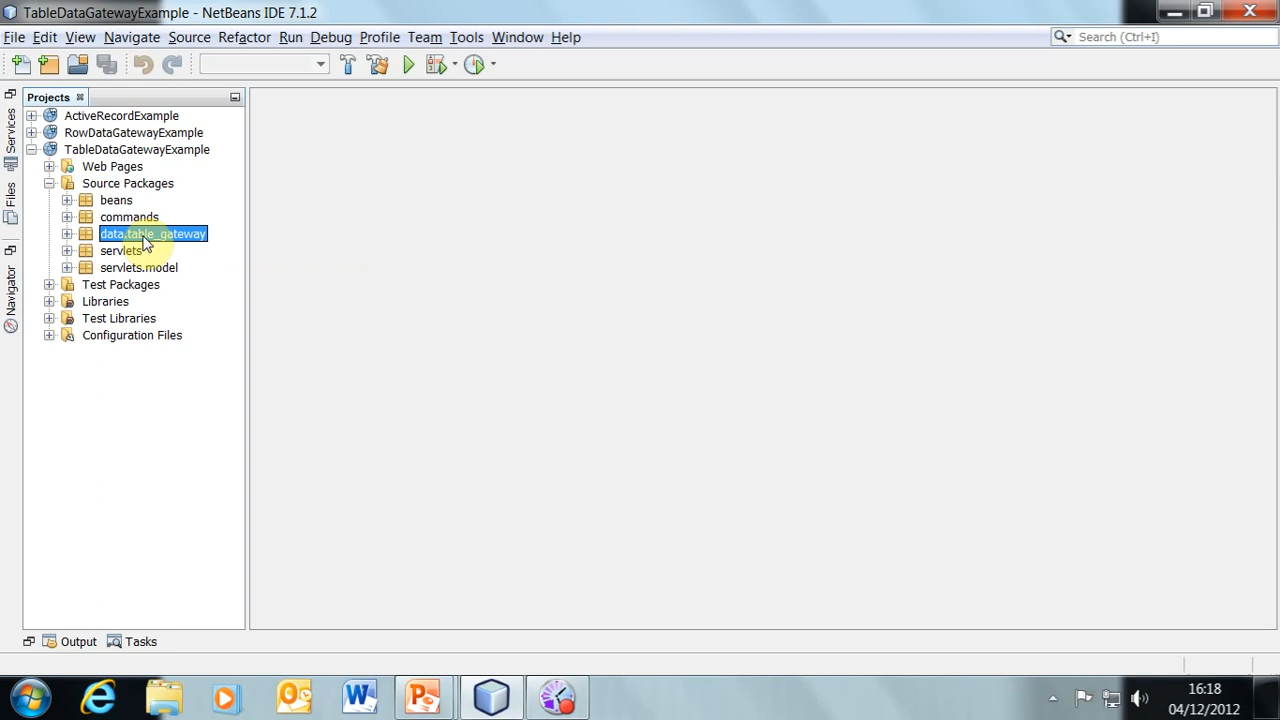 TableDataGatewayExample - NetBeans IDE 7.1.2
File Edit View Navigate Source Refactor Run Debug Profile Team Tools Window Help
Search (Ctrl+I)
Projects
Services
Files
Navigator
ActiveRecordExample
RowDataGatewayExample
TableDataGatewayExample
Web Pages
Source Packages
beans
commands
data.table_gateway
servlets
servlets.model
Test Packages
Libraries
Test Libraries
Configuration Files
Output Tasks
16:18
04/12/2012